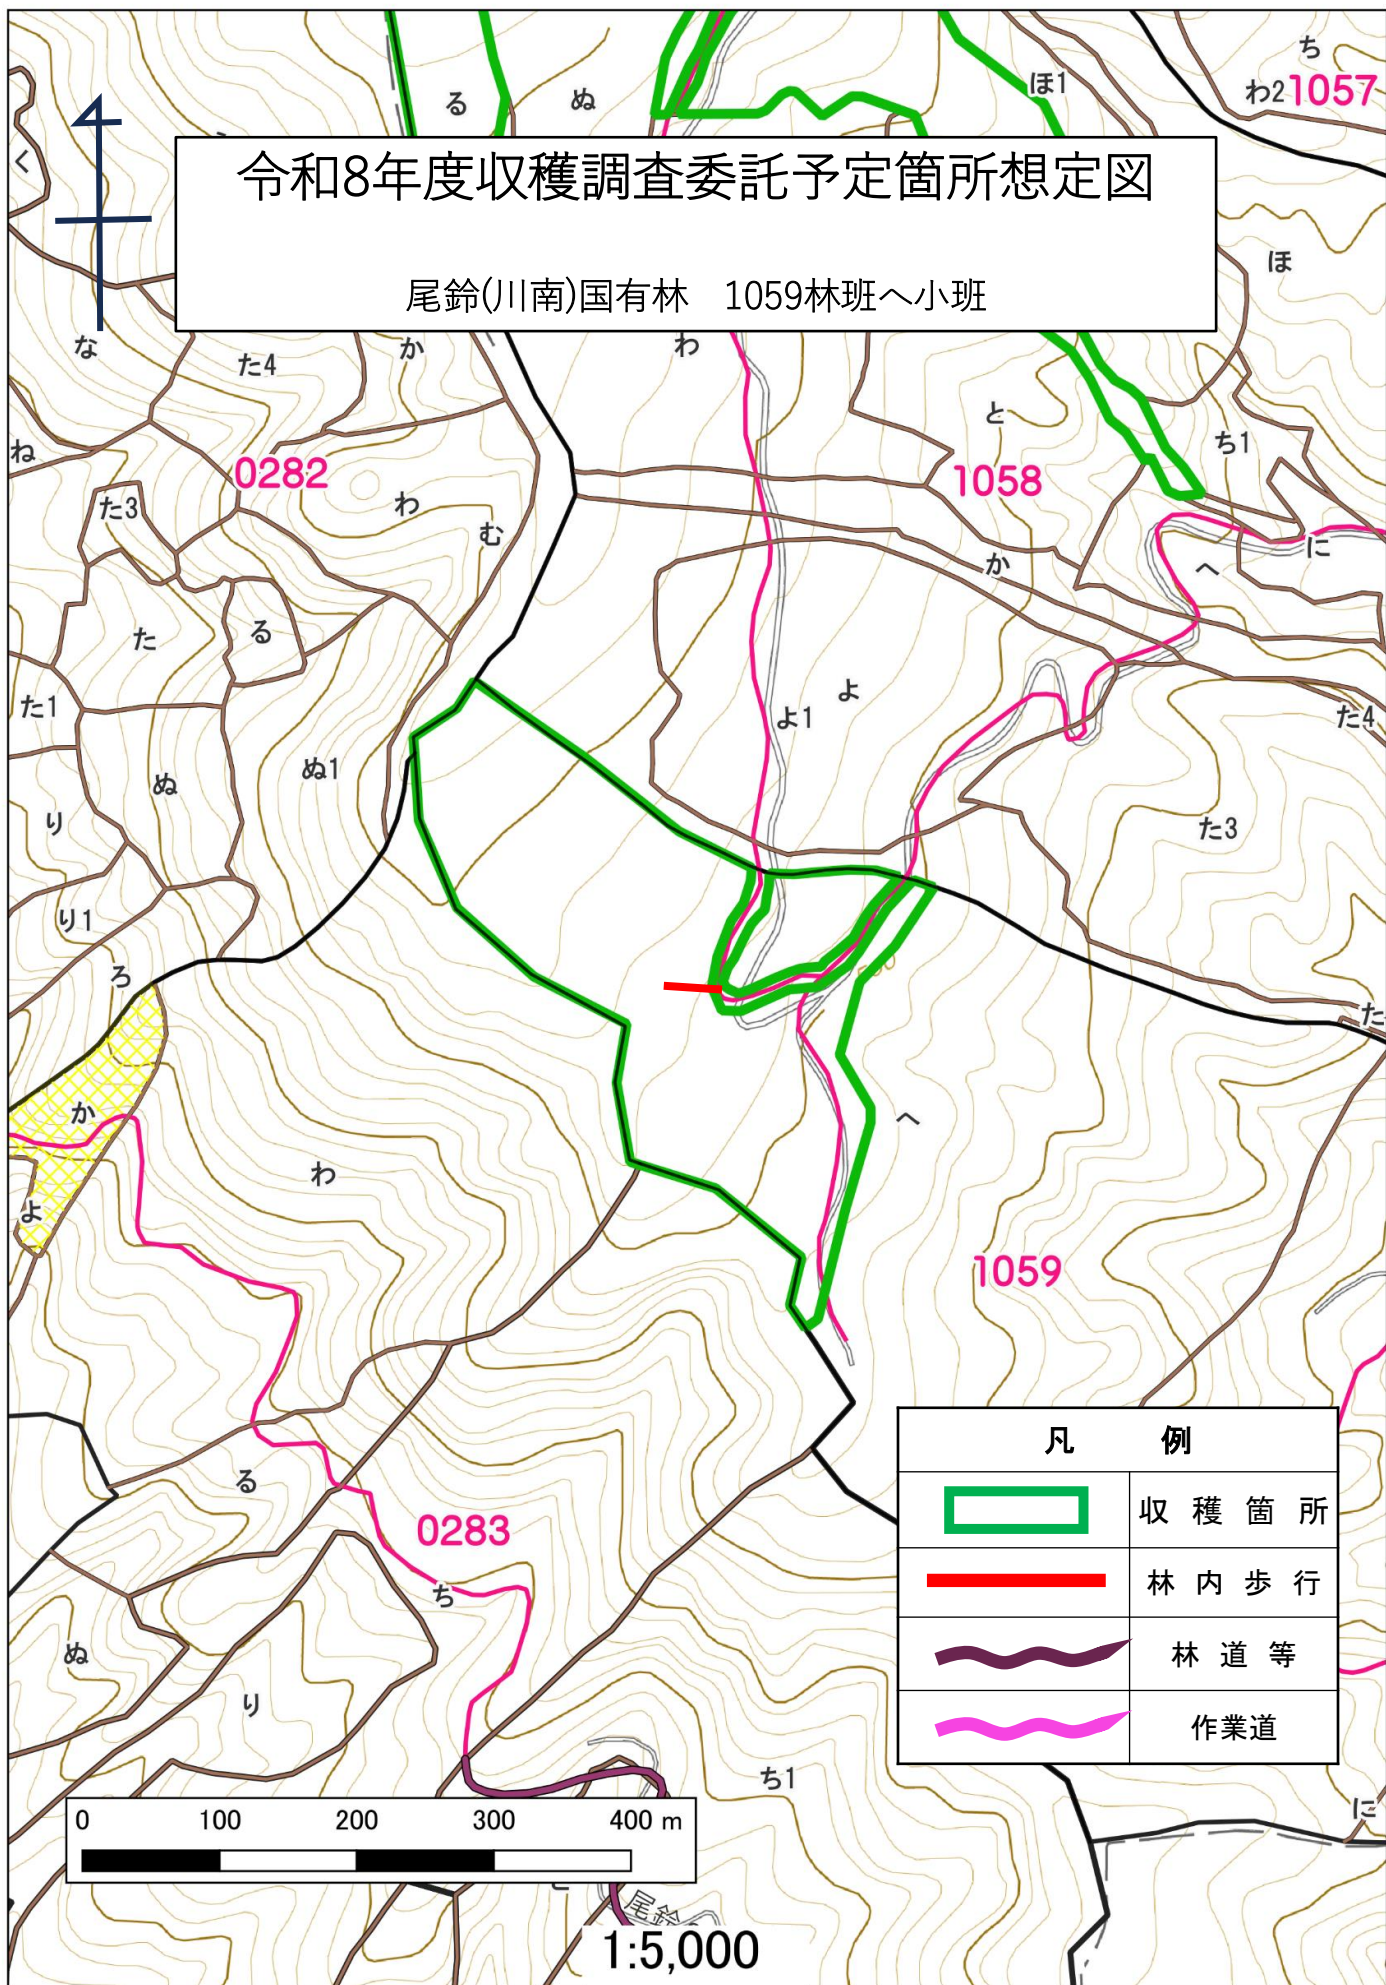 る
ぬ
ほ1
ち
わ2
1057
く
令和8年度収穫調査委託予定箇所想定図
尾鈴(川南)国有林　1059林班へ小班
ほ
な
た4
か
わ
と
ち1
ね
0282
1058
た3
わ
む
か
へ
に
た
る
た1
よ1
よ
た4
ぬ
ぬ1
り
た3
り1
ろ
た
か
へ
わ
よ
1059
凡　例
収穫箇所
林内歩行
林道等
作業道
る
0283
ち
ぬ
り
ち1
に
0 100 200 300 400 m
尾鈴
1:5,000